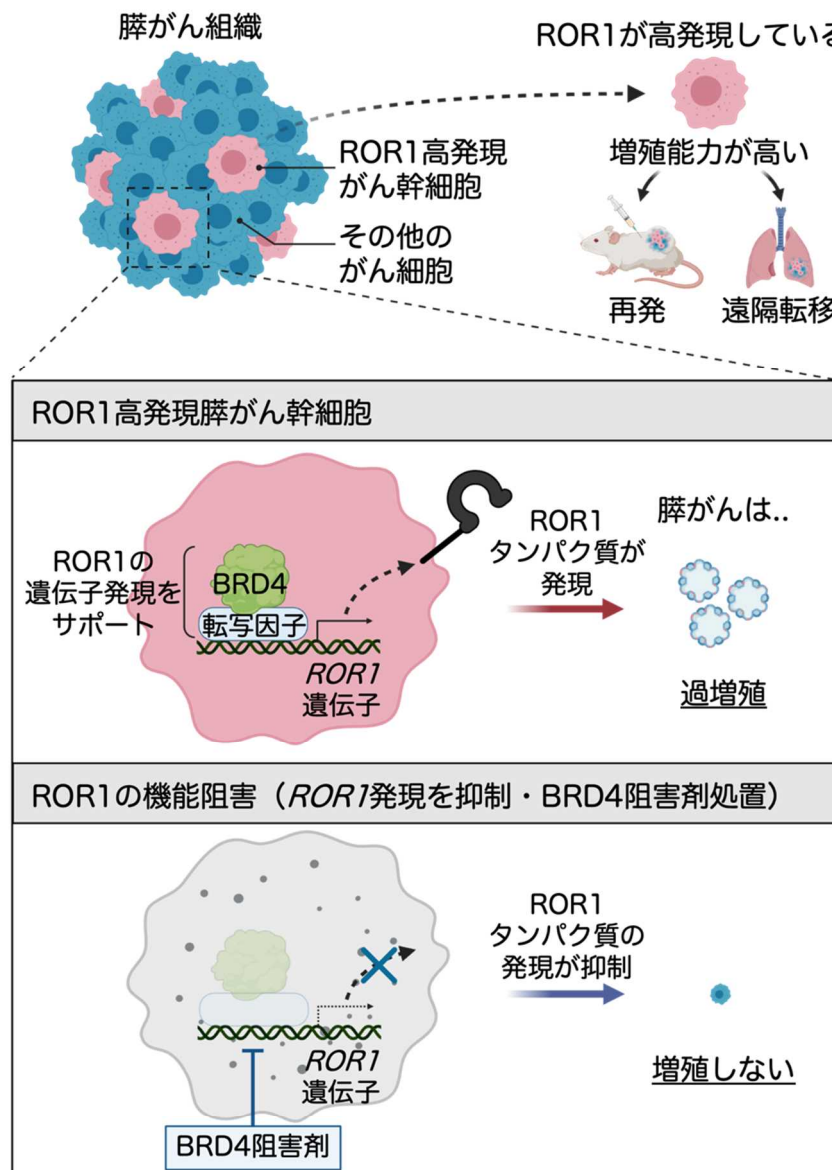 膵がん組織
ROR1が高発現している
ROR1高発現
がん幹細胞
その他の
がん細胞
増殖能力が高い
再発
遠隔転移
ROR1高発現膵がん幹細胞
ROR1の
遺伝子発現を
サポート
BRD4
転写因子
ROR1
遺伝子
ROR1
タンパク質が
発現
膵がんは..
過増殖
ROR1の機能阻害（ROR1発現を抑制・BRD4阻害剤処置）
ROR1
遺伝子
BRD4阻害剤
ROR1
タンパク質の
発現が抑制
増殖しない